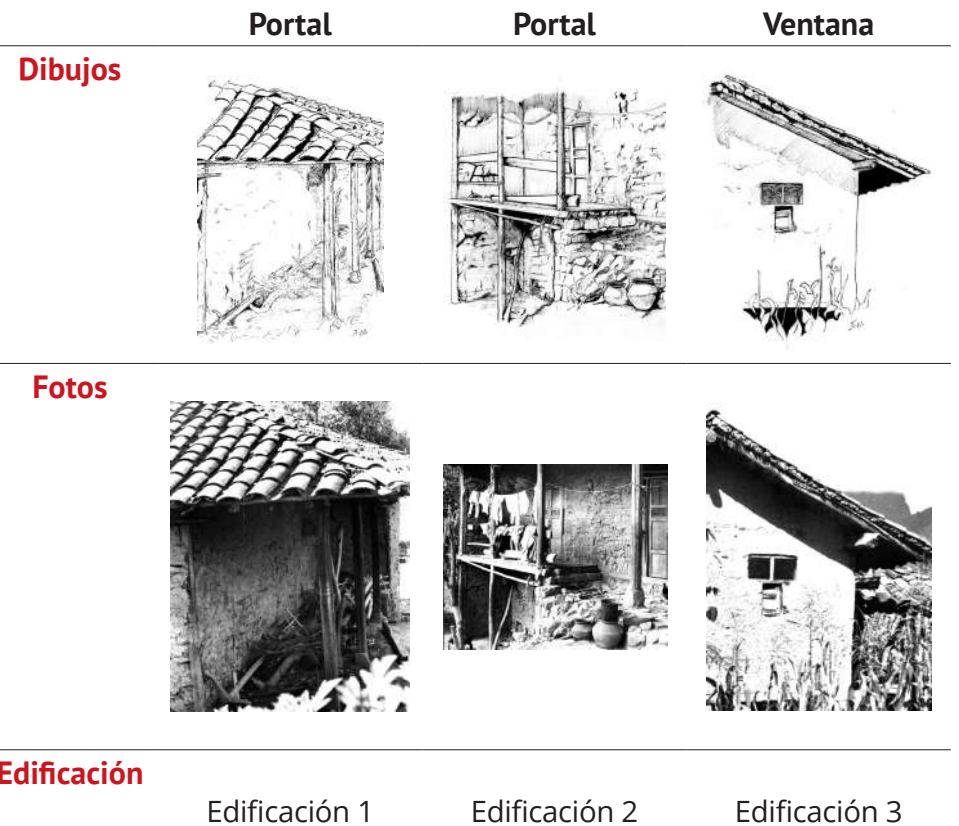 Portal Portal Ventana
Dibujos
Fotos
Edificación
Edificación 1 Edificación 2 Edificación 3